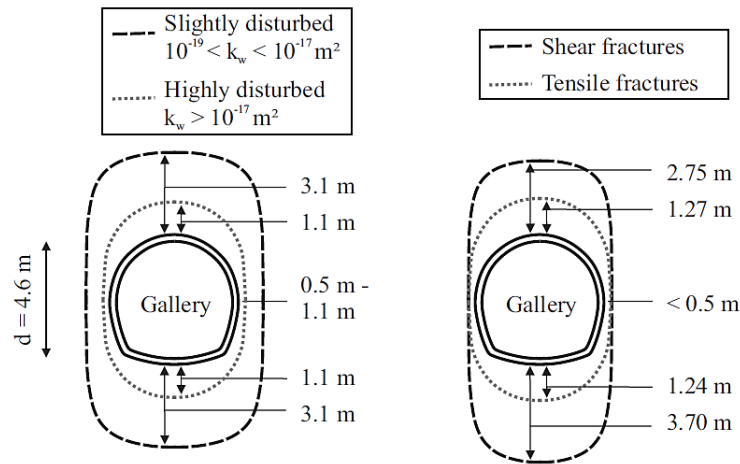 Slightly disturbed
10⁻¹⁹ < k_w < 10⁻¹⁷ m²
Highly disturbed
k_w > 10⁻¹⁷ m²
3.1 m
1.1 m
0.5 m -
1.1 m
1.1 m
3.1 m
Gallery
d = 4.6 m
Shear fractures
Tensile fractures
2.75 m
1.27 m
< 0.5 m
1.24 m
3.70 m
Gallery